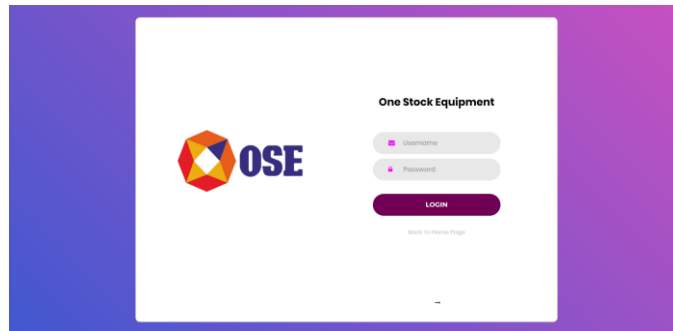 One Stock Equipment
OSE
Username
Password
LOGIN
Back To Home Page